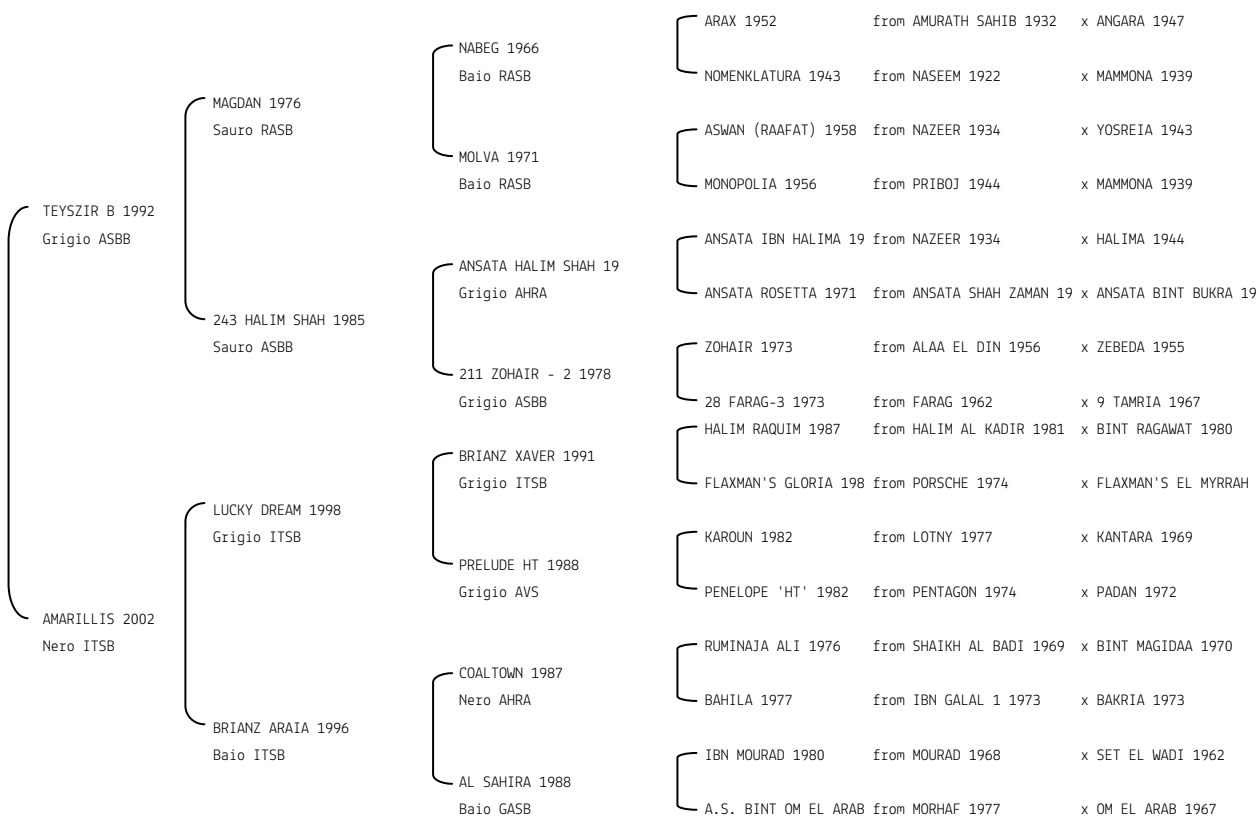 ARAX 1952 from AMURATH SAHIB 1932 x ANGARA 1947
NABEG 1966
Baio RASB NOMENKLATURA 1943 from NASEEM 1922 x MAMMONA 1939
MAGDAN 1976
Sauro RASB ASWAN (RAAFAT) 1958 from NAZEER 1934 x YOSREIA 1943
MOLVA 1971
Baio RASB MONOPOLIA 1956 from PRIBOJ 1944 x MAMMONA 1939
TEYSZIR B 1992
Grigio ASBB ANSATA IBN HALIMA 19 from NAZEER 1934 x HALIMA 1944
ANSATA HALIM SHAH 19
Grigio AHRA ANSATA ROSETTA 1971 from ANSATA SHAH ZAMAN 19 x ANSATA BINT BUKRA 19
243 HALIM SHAH 1985
Sauro ASBB ZOHAIR 1973 from ALAA EL DIN 1956 x ZEBEDA 1955
211 ZOHAIR - 2 1978
Grigio ASBB 28 FARAG-3 1973 from FARAG 1962 x 9 TAMRIA 1967
HALIM RAQUIM 1987 from HALIM AL KADIR 1981 x BINT RAGAWAT 1980
BRIANZ XAVER 1991
Grigio ITSB FLAXMAN'S GLORIA 198 from PORSCHE 1974 x FLAXMAN'S EL MYRRAH
LUCKY DREAM 1998
Grigio ITSB KAROUN 1982 from LOTNY 1977 x KANTARA 1969
PRELUDE HT 1988
Grigio AVS PENELOPE 'HT' 1982 from PENTAGON 1974 x PADAN 1972
AMARILLIS 2002
Nero ITSB RUMINAJA ALI 1976 from SHAIKH AL BADI 1969 x BINT MAGIDAA 1970
COALTOWN 1987
Nero AHRA BAHILA 1977 from IBN GALAL 1 1973 x BAKRIA 1973
BRIANZ ARAIA 1996
Baio ITSB IBN MOURAD 1980 from MOURAD 1968 x SET EL WADI 1962
AL SAHIRA 1988
Baio GASB A.S. BINT OM EL ARAB from MORHAF 1977 x OM EL ARAB 1967